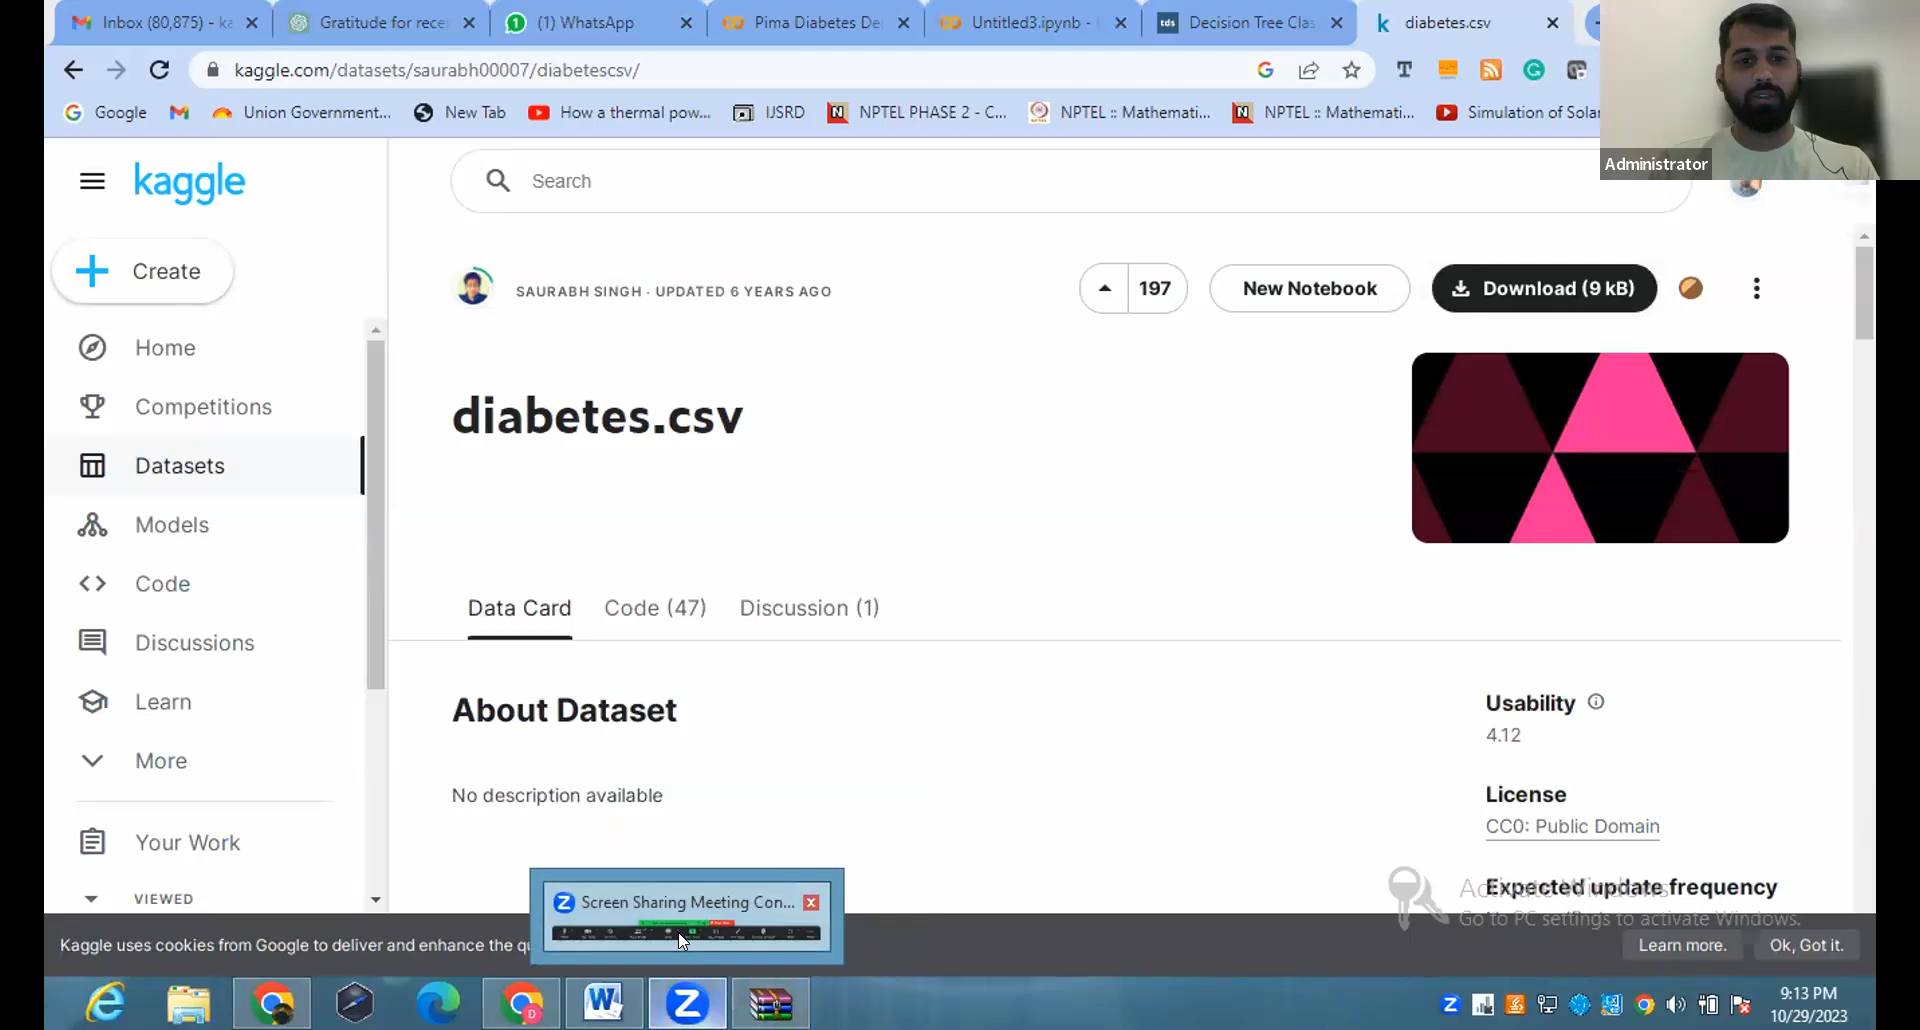 Inbox (80,875) - ka
Gratitude for rece
(1) WhatsApp
Pima Diabetes De
Untitled3.ipynb -
tds
Decision Tree Clas
diabetes.csv
kaggle.com/datasets/saurabh00007/diabetescsv/
Google
Union Government...
New Tab
How a thermal pow...
IJSRD
NPTEL PHASE 2 - C...
NPTEL :: Mathemati...
NPTEL :: Mathemati...
Simulation of Solar
Administrator
kaggle
Search
Create
SAURABH SINGH · UPDATED 6 YEARS AGO
197
New Notebook
Download (9 kB)
Home
Competitions
Datasets
Models
Code
Discussions
Learn
More
Your Work
VIEWED
diabetes.csv
Data Card
Code (47)
Discussion (1)
About Dataset
No description available
Usability
4.12
License
CC0: Public Domain
Expected update frequency
Activate Windows
Go to PC settings to activate Windows.
Screen Sharing Meeting Con...
Kaggle uses cookies from Google to deliver and enhance the qu
Learn more.
Ok, Got it.
9:13 PM
10/29/2023